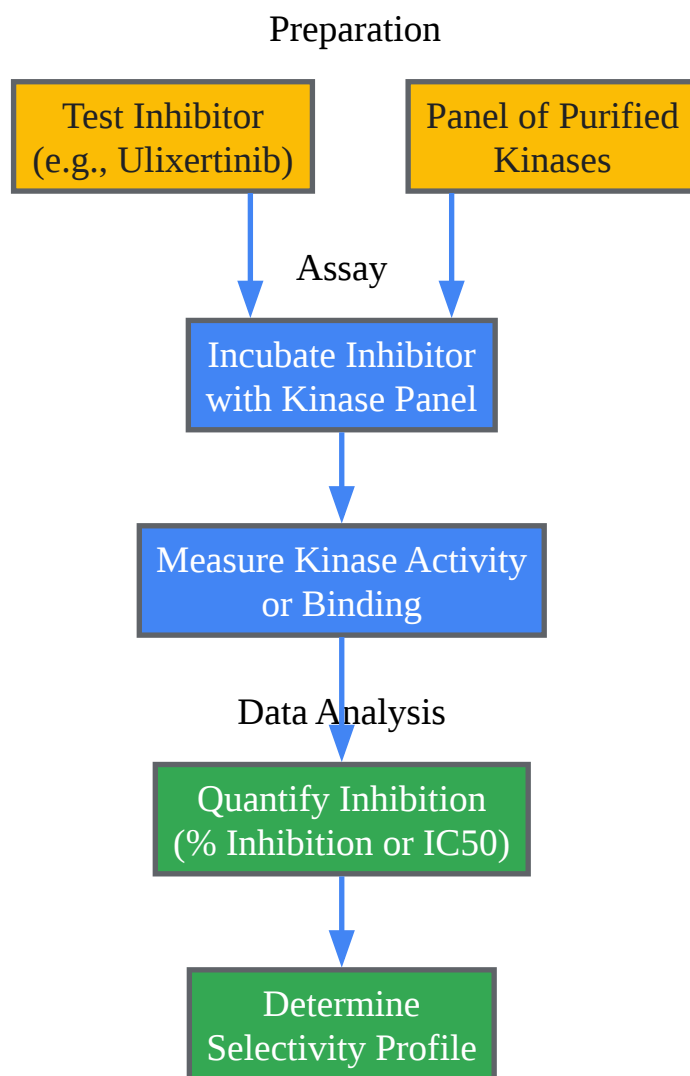 Preparation
Test Inhibitor
(e.g., Ulixertinib)
Panel of Purified
Kinases
Assay
Incubate Inhibitor
with Kinase Panel
Measure Kinase Activity
or Binding
Data Analysis
Quantify Inhibition
(% Inhibition or IC50)
Determine
Selectivity Profile